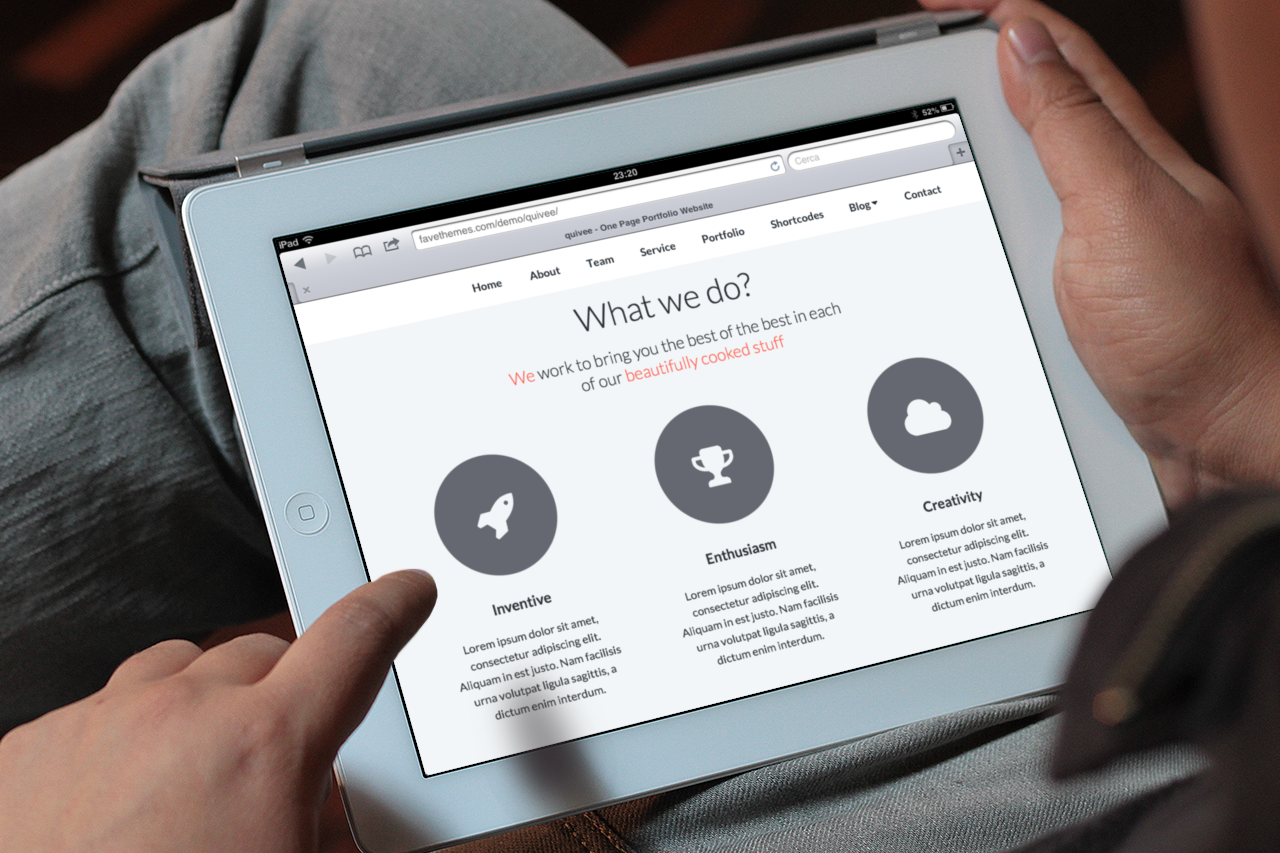 iPad 23:20 52%
favethemes.com/demo/quivee/ Cerca
quivee - One Page Portfolio Website
Home About Team Service Portfolio Shortcodes Blog Contact
What we do?
We work to bring you the best of the best in each
of our beautifully cooked stuff
Inventive
Lorem ipsum dolor sit amet,
consectetur adipiscing elit.
Aliquam in est justo. Nam facilisis
urna volutpat ligula sagittis, a
dictum enim interdum.
Enthusiasm
Lorem ipsum dolor sit amet,
consectetur adipiscing elit.
Aliquam in est justo. Nam facilisis
urna volutpat ligula sagittis, a
dictum enim interdum.
Creativity
Lorem ipsum dolor sit amet,
consectetur adipiscing elit.
Aliquam in est justo. Nam facilisis
urna volutpat ligula sagittis, a
dictum enim interdum.